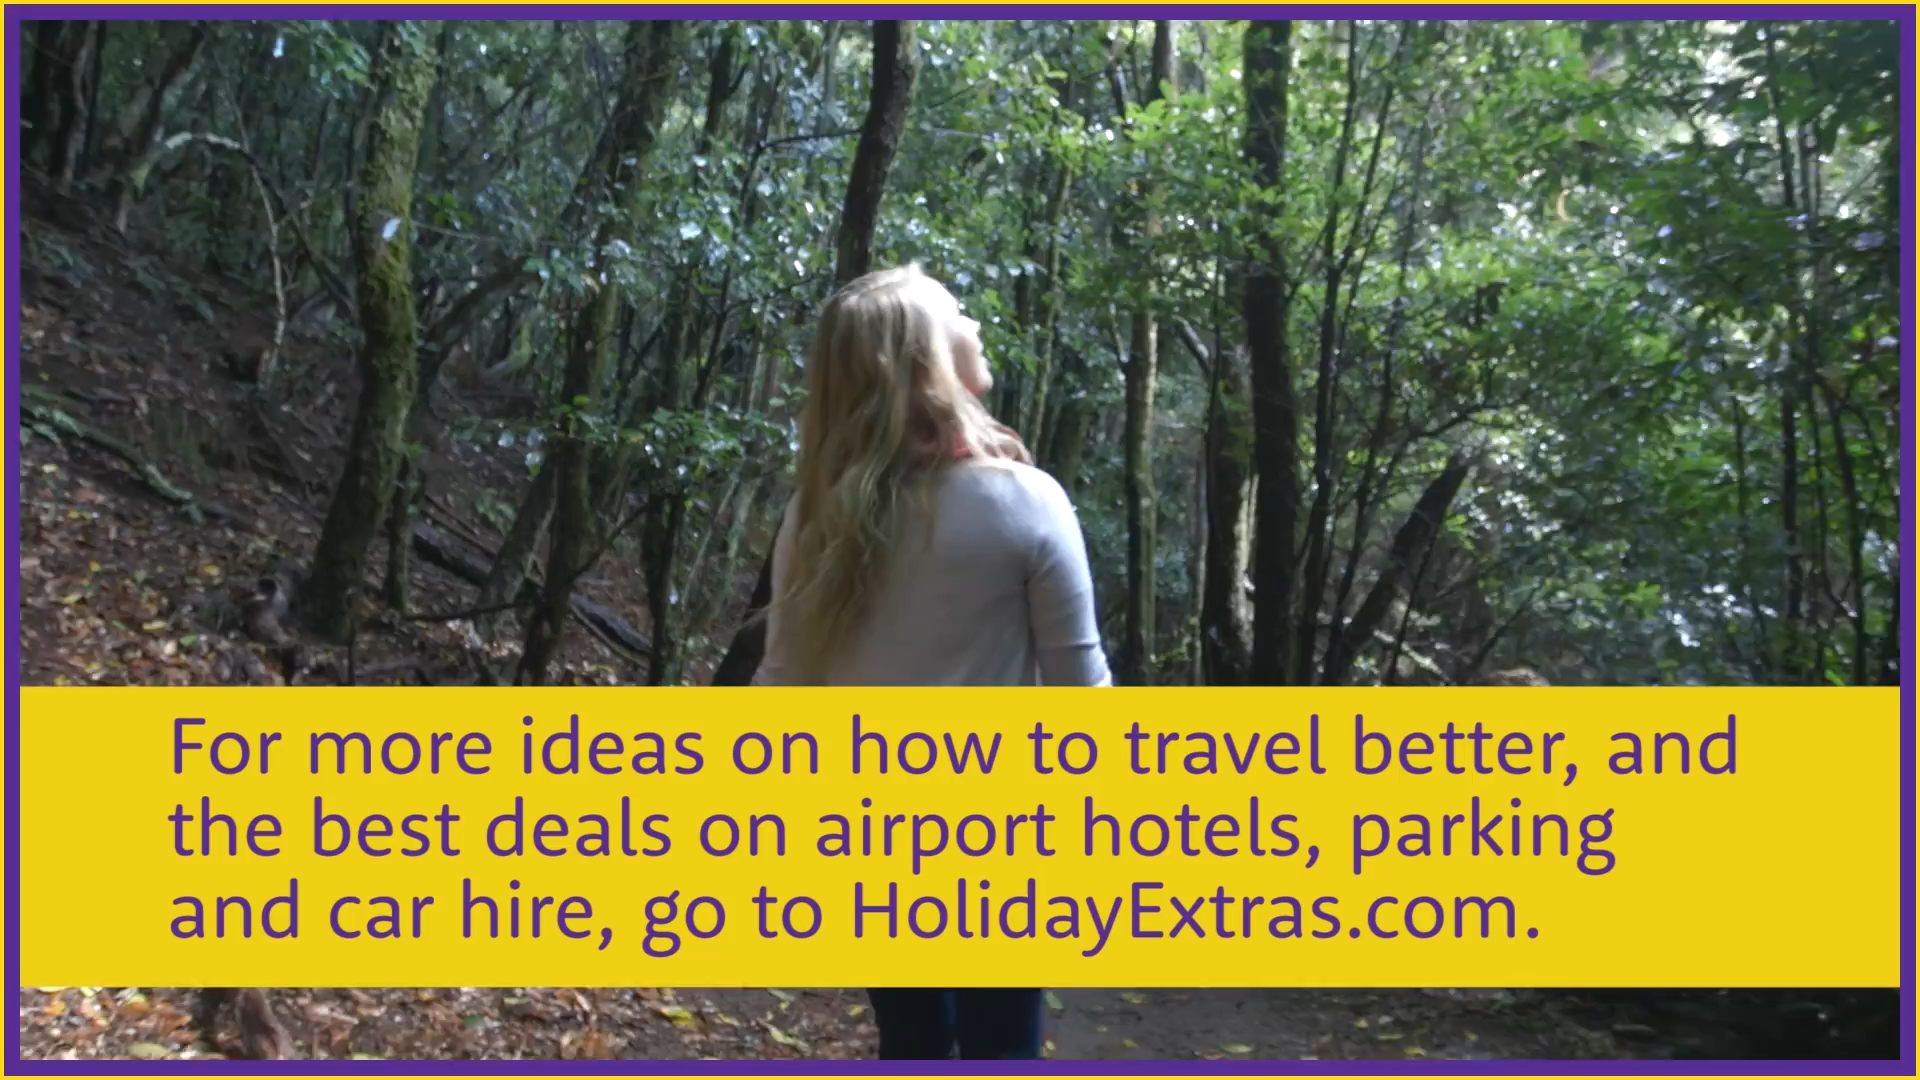 For more ideas on how to travel better, and
the best deals on airport hotels, parking
and car hire, go to HolidayExtras.com.